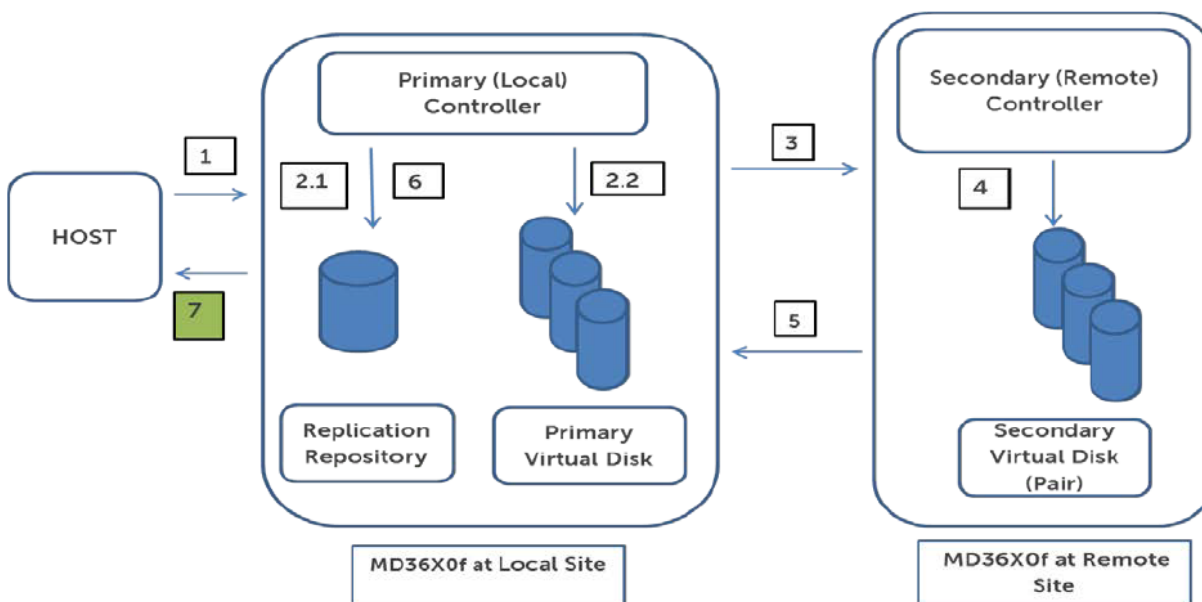 HOST
1
7
Primary (Local)
Controller
2.1
6
2.2
Replication
Repository
Primary
Virtual Disk
MD36X0f at Local Site
3
5
Secondary (Remote)
Controller
4
Secondary
Virtual Disk
(Pair)
MD36X0f at Remote
Site